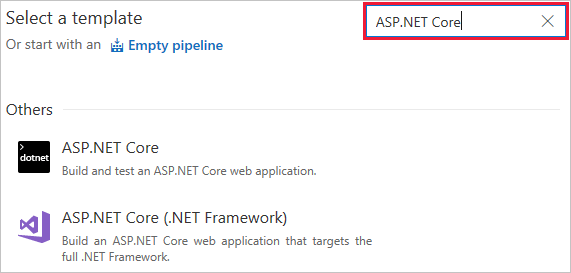 Select a template
ASP.NET Core
Or start with an Empty pipeline
Others
>
dotnet
ASP.NET Core
Build and test an ASP.NET Core web application.
ASP.NET Core (.NET Framework)
Build an ASP.NET Core web application that targets the
full .NET Framework.